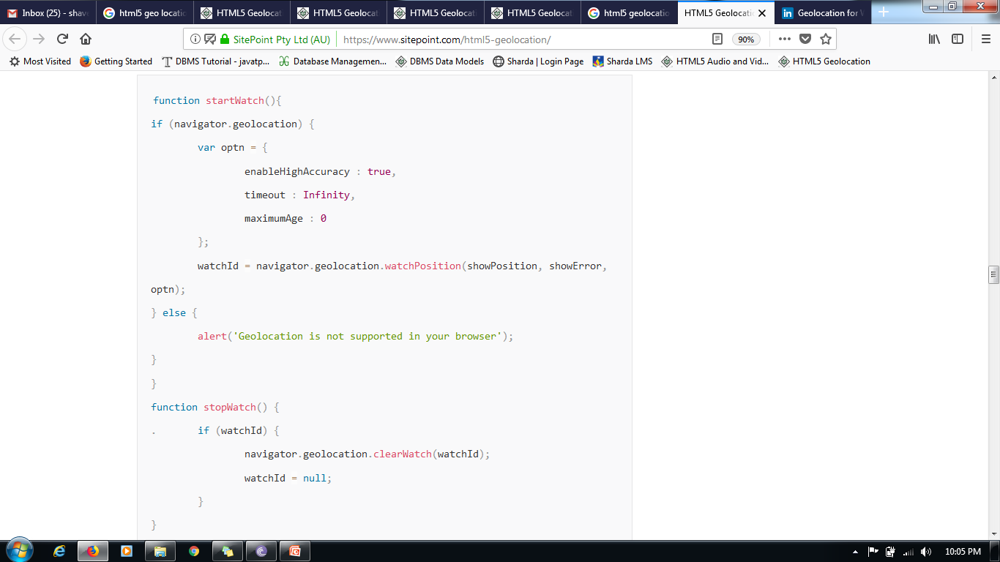 Inbox (25) - shav
html5 geo locatio
HTML5 Geolocat
HTML5 Geolocat
HTML5 Geolocat
HTML5 Geolocat
html5 geolocatio
HTML5 Geolocatio
Geolocation for W
SitePoint Pty Ltd (AU)
https://www.sitepoint.com/html5-geolocation/
90%
Most Visited
Getting Started
DBMS Tutorial - javatp...
Database Managemen...
DBMS Data Models
Sharda | Login Page
Sharda LMS
HTML5 Audio and Vid...
HTML5 Geolocation
function startWatch(){
if (navigator.geolocation) {
var optn = {
enableHighAccuracy : true,
timeout : Infinity,
maximumAge : 0
};
watchId = navigator.geolocation.watchPosition(showPosition, showError,
optn);
} else {
alert('Geolocation is not supported in your browser');
}
}
function stopWatch() {
. if (watchId) {
navigator.geolocation.clearWatch(watchId);
watchId = null;
}
}
10:05 PM